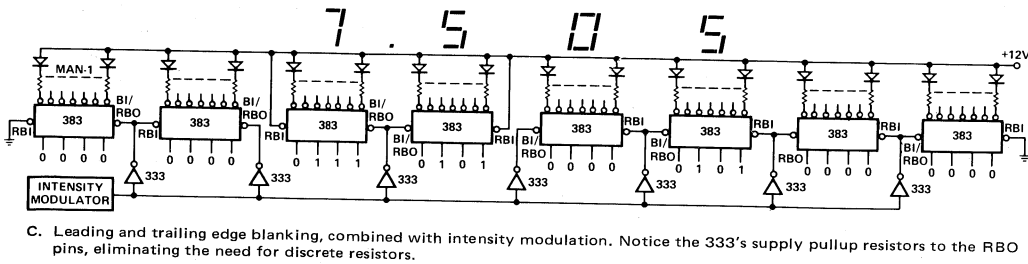 7.505
+12V
MAN-1
BI/ RBO BI/ RBO BI/ RBO
383 383 383 383 383 383 383 383
RBI RBI RBI RBI RBI RBI RBI RBI
BI/ RBO BI/ RBO BI/ RBO RBO BI/ RBO
0 0 0 0 0 0 0 0 0 1 1 1 0 1 0 1 0 0 0 0 0 1 0 1 0 0 0 0 0 0 0 0
333 333 333 333 333 333 333
INTENSITY
MODULATOR
C. Leading and trailing edge blanking, combined with intensity modulation. Notice the 333's supply pullup resistors to the RBO
pins, eliminating the need for discrete resistors.